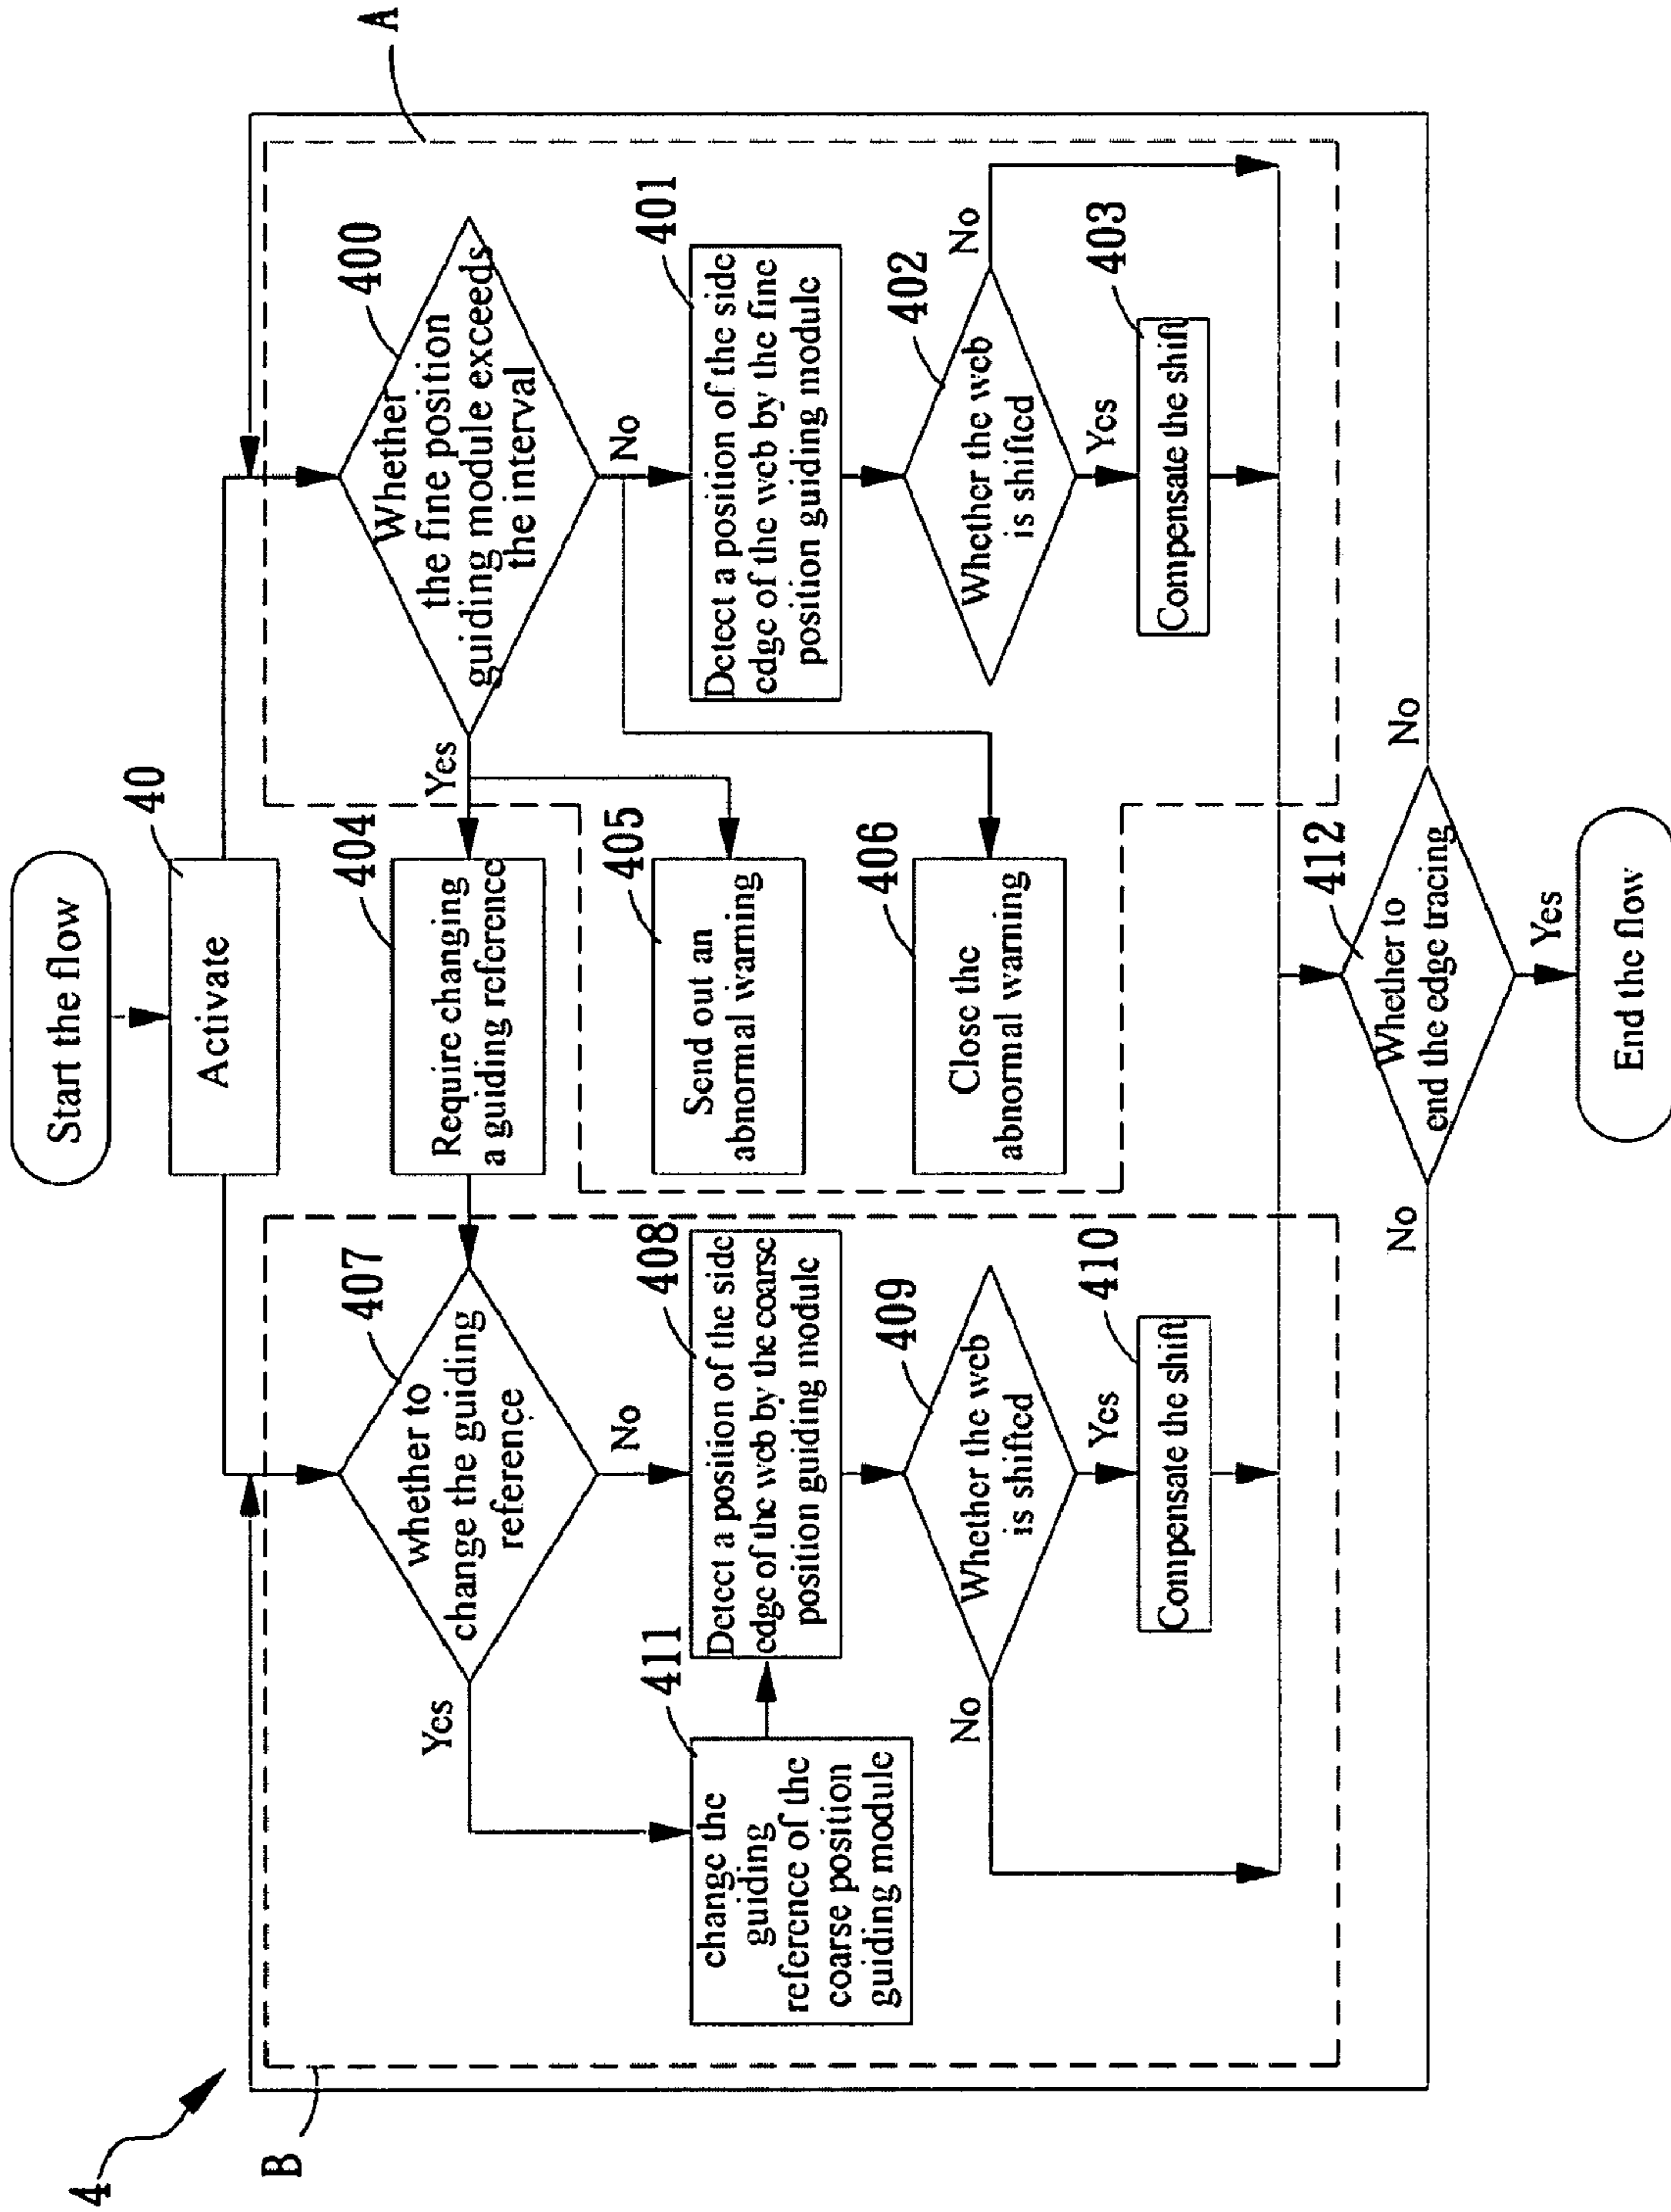 4
Start the flow
40
Activate
B
A
407
whether to
change the guiding
reference
Yes
No
411
change the
guiding
reference of the
coarse position
guiding module
408
Detect a position of the side
edge of the web by the coarse
position guiding module
409
Whether the web
is shifted
No
Yes
410
Compensate the shift
404
Require changing
a guiding reference
405
Send out an
abnormal warning
406
Close the
abnormal warning
400
Whether
the fine position
guiding module exceeds
the interval
Yes
No
401
Detect a position of the side
edge of the web by the fine
position guiding module
402
Whether the web
is shifted
No
Yes
403
Compensate the shift
412
Whether to
end the edge tracing
No
No
Yes
End the flow